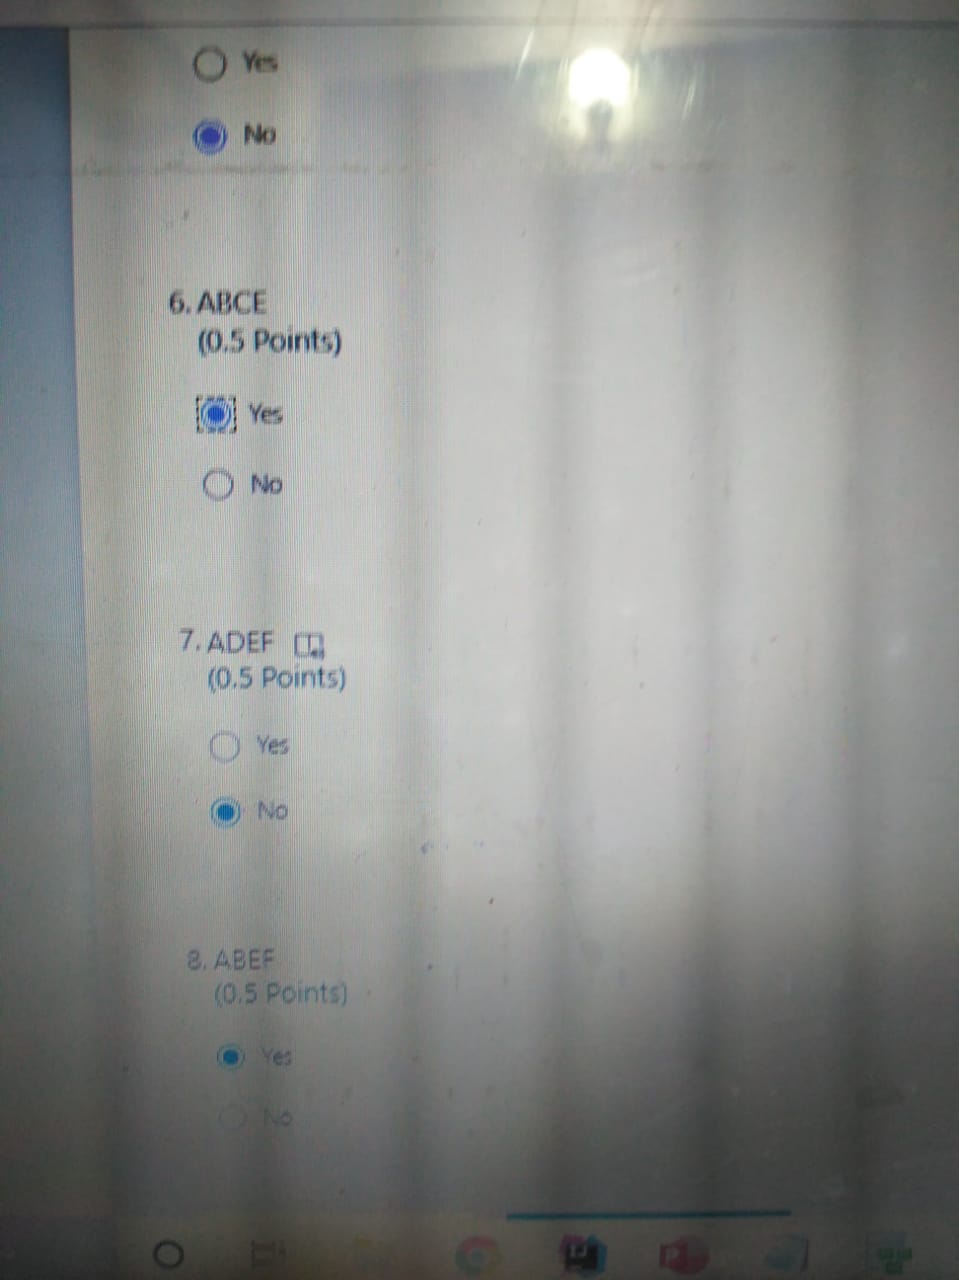 Yes
No
6. ABCE
(0.5 Points)
Yes
No
7. ADEF
(0.5 Points)
Yes
No
8. ABEF
(0.5 Points)
Yes
No